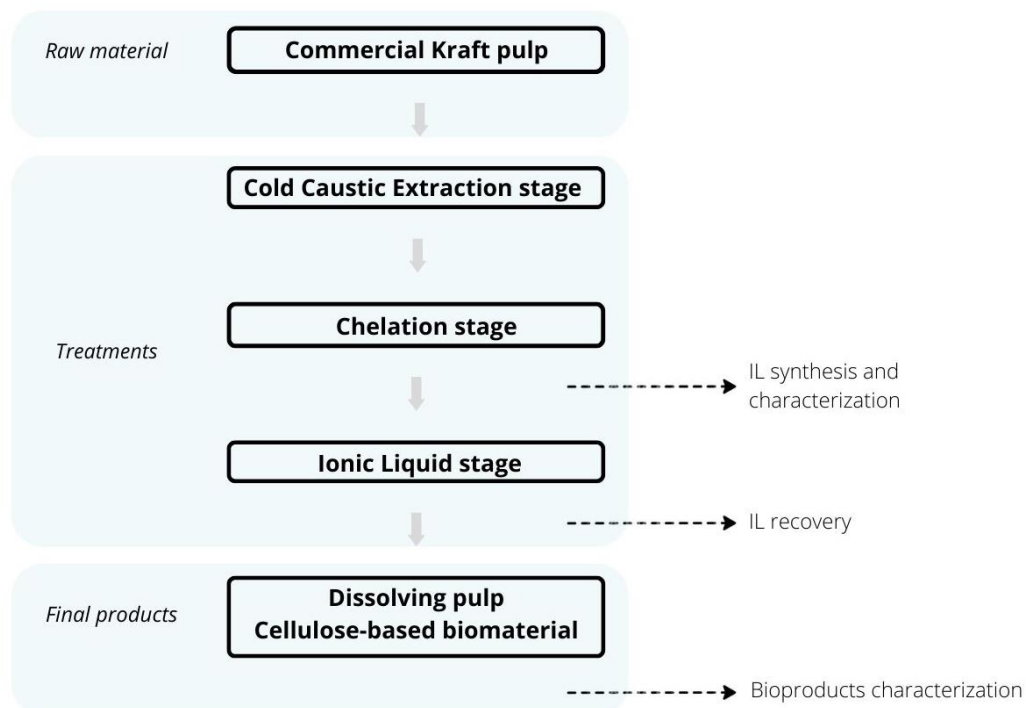 Raw material
Commercial Kraft pulp
Cold Caustic Extraction stage
Chelation stage
Treatments
IL synthesis and
characterization
Ionic Liquid stage
IL recovery
Dissolving pulp
Final products
Cellulose-based biomaterial
Bioproducts characterization